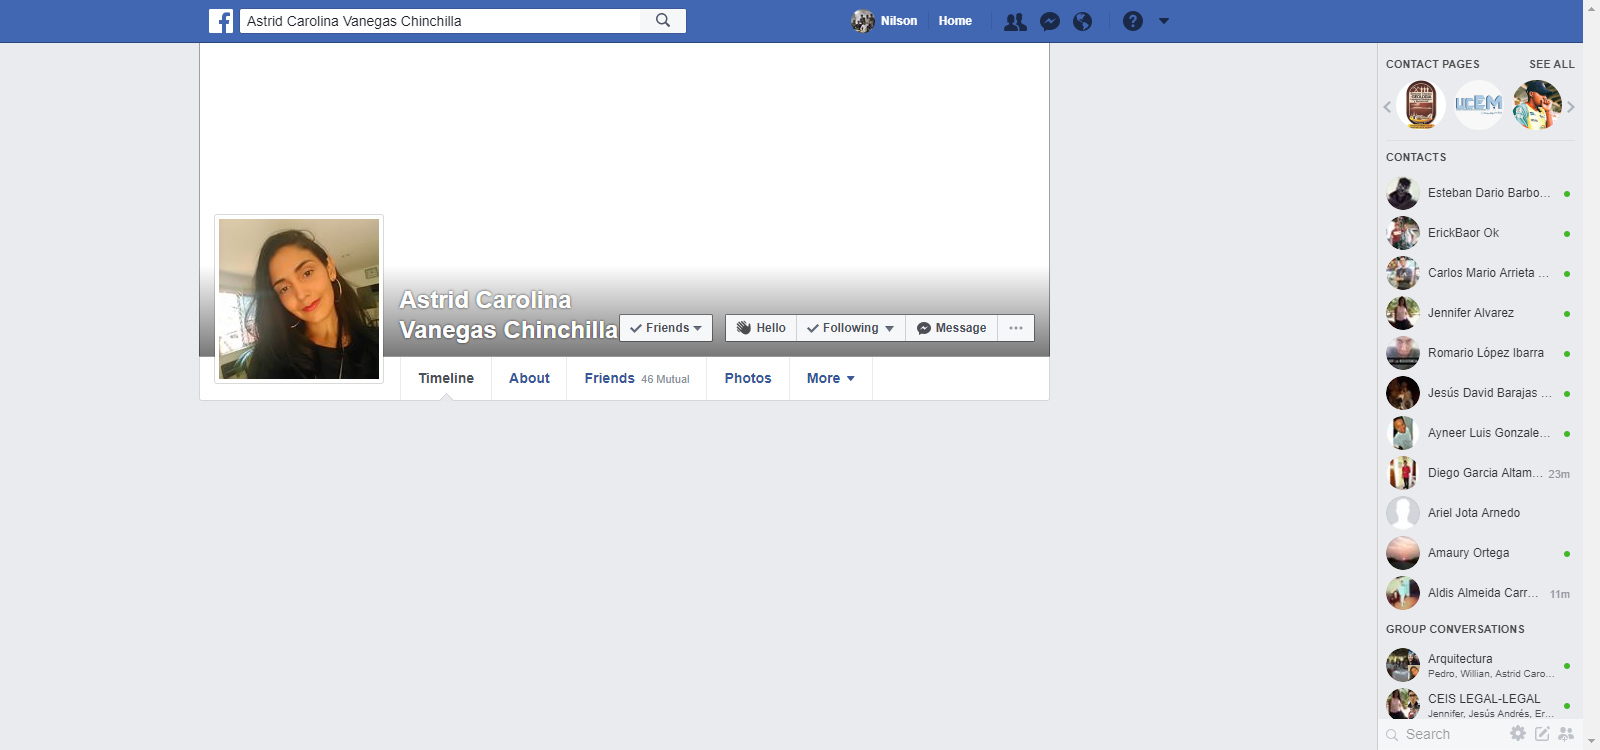 Astrid Carolina Vanegas Chinchilla
Nilson
Home
CONTACT PAGES
SEE ALL
UCEM
CONTACTS
Esteban Dario Barbo...
ErickBaor Ok
Carlos Mario Arrieta ...
Jennifer Alvarez
Romario López Ibarra
Jesús David Barajas ...
Ayneer Luis Gonzale...
Diego Garcia Altam... 23m
Ariel Jota Arnedo
Amaury Ortega
Aldis Almeida Carr... 11m
GROUP CONVERSATIONS
Arquitectura
Pedro, Willian, Astrid Caro...
CEIS LEGAL-LEGAL
Jennifer, Jesús Andrés, Er...
Search
Astrid Carolina
Vanegas Chinchilla
Friends
Hello
Following
Message
Timeline
About
Friends 46 Mutual
Photos
More